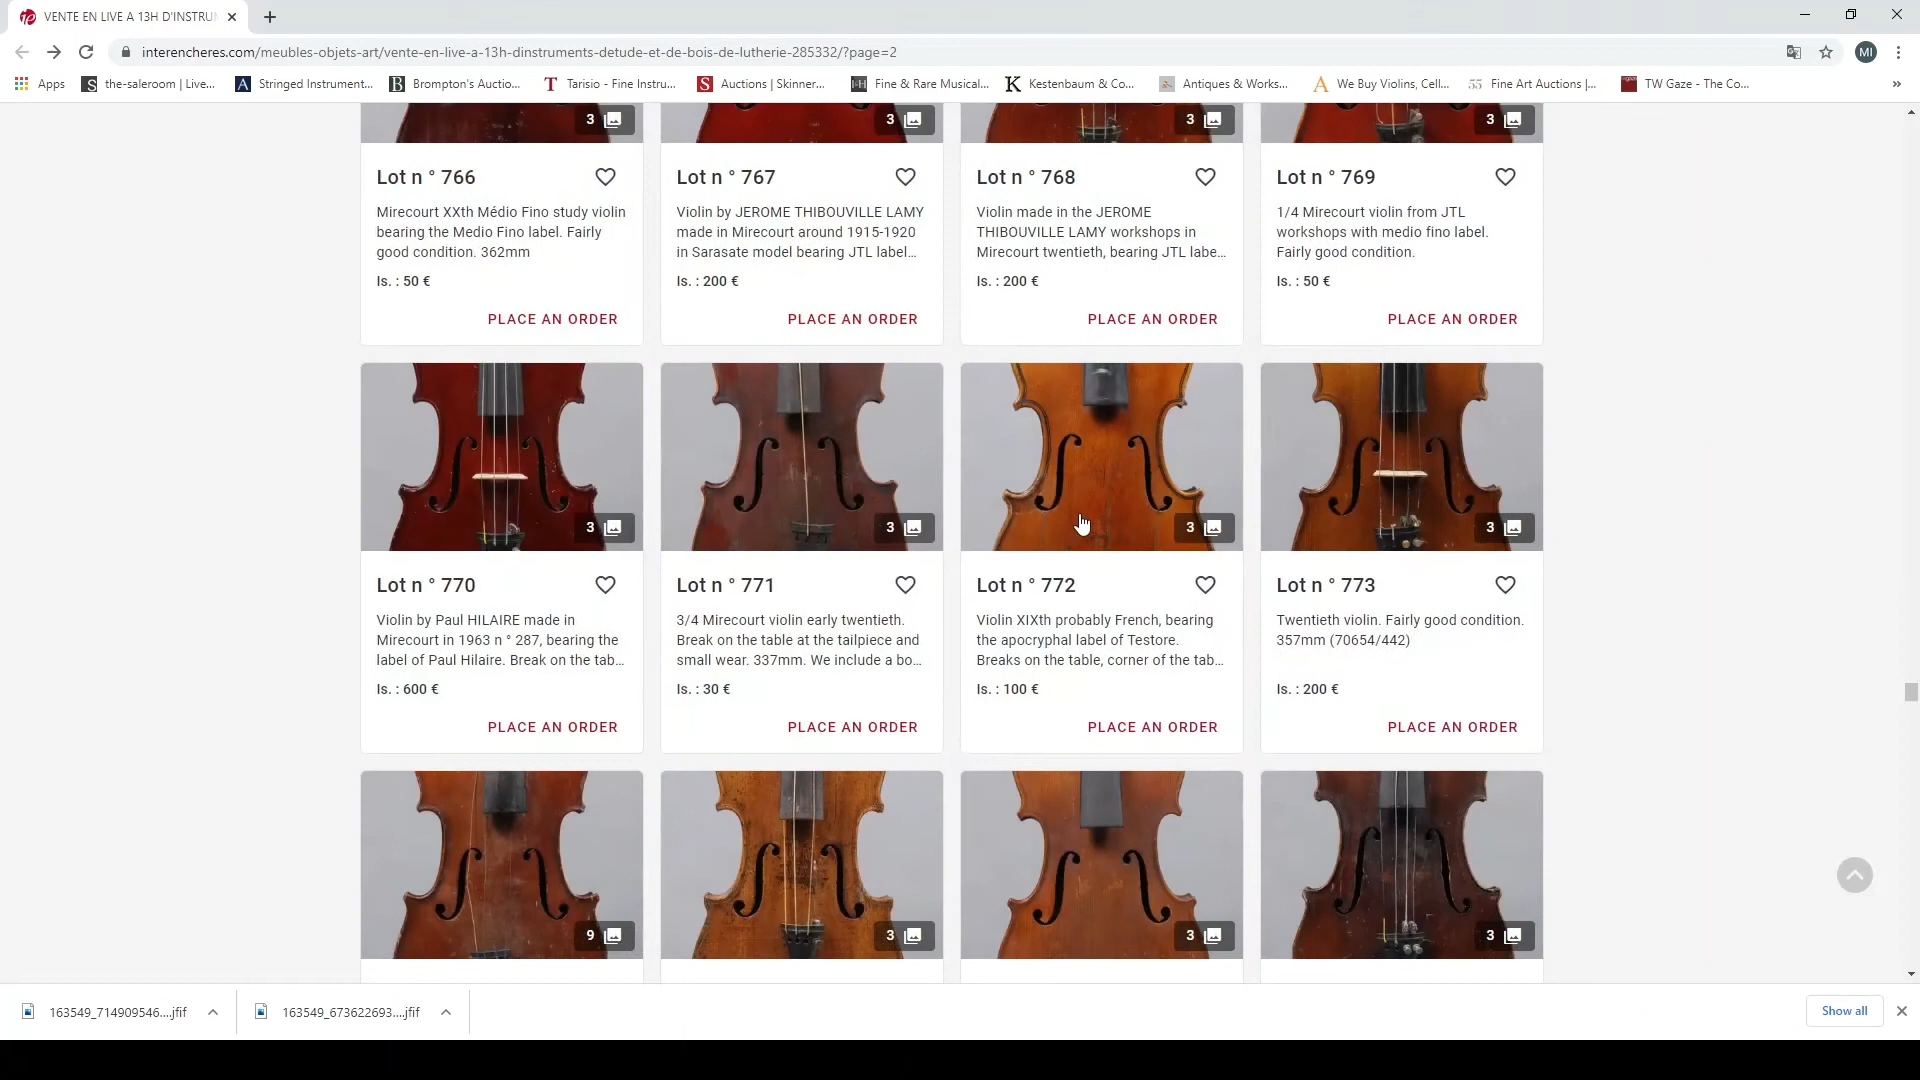 VENTE EN LIVE A 13H D'INSTRU
interencheres.com/meubles-objets-art/vente-en-live-a-13h-dinstruments-detude-et-de-bois-de-lutherie-285332/?page=2
MI
Apps
the-saleroom | Live...
Stringed Instrument...
Brompton's Auctio...
Tarisio - Fine Instru...
Auctions | Skinner...
Fine & Rare Musical...
Kestenbaum & Co...
Antiques & Works...
We Buy Violins, Cell...
Fine Art Auctions |...
TW Gaze - The Co...
3
3
3
3
Lot n ° 766
Mirecourt XXth Médio Fino study violin
bearing the Medio Fino label. Fairly
good condition. 362mm
Is. : 50 €
PLACE AN ORDER
Lot n ° 767
Violin by JEROME THIBOUVILLE LAMY
made in Mirecourt around 1915-1920
in Sarasate model bearing JTL label...
Is. : 200 €
PLACE AN ORDER
Lot n ° 768
Violin made in the JEROME
THIBOUVILLE LAMY workshops in
Mirecourt twentieth, bearing JTL labe...
Is. : 200 €
PLACE AN ORDER
Lot n ° 769
1/4 Mirecourt violin from JTL
workshops with medio fino label.
Fairly good condition.
Is. : 50 €
PLACE AN ORDER
3
3
3
3
Lot n ° 770
Violin by Paul HILAIRE made in
Mirecourt in 1963 n ° 287, bearing the
label of Paul Hilaire. Break on the tab...
Is. : 600 €
PLACE AN ORDER
Lot n ° 771
3/4 Mirecourt violin early twentieth.
Break on the table at the tailpiece and
small wear. 337mm. We include a bo...
Is. : 30 €
PLACE AN ORDER
Lot n ° 772
Violin XIXth probably French, bearing
the apocryphal label of Testore.
Breaks on the table, corner of the tab...
Is. : 100 €
PLACE AN ORDER
Lot n ° 773
Twentieth violin. Fairly good condition.
357mm (70654/442)
Is. : 200 €
PLACE AN ORDER
9
3
3
3
163549_714909546....jfif
163549_673622693....jfif
Show all